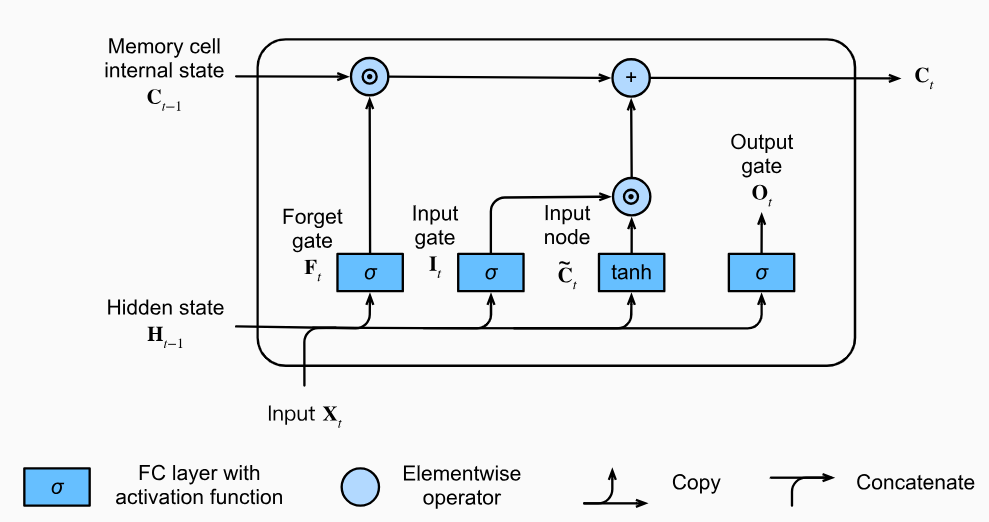 Memory cell
internal state
C_{t−1}
⊙
+
C_t
Output
gate
O_t
⊙
Forget
gate
F_t
Input
gate
I_t
Input
node
C̃_t
σ
σ
tanh
σ
Hidden state
H_{t−1}
Input X_t
σ
FC layer with
activation function
Elementwise
operator
Copy
Concatenate